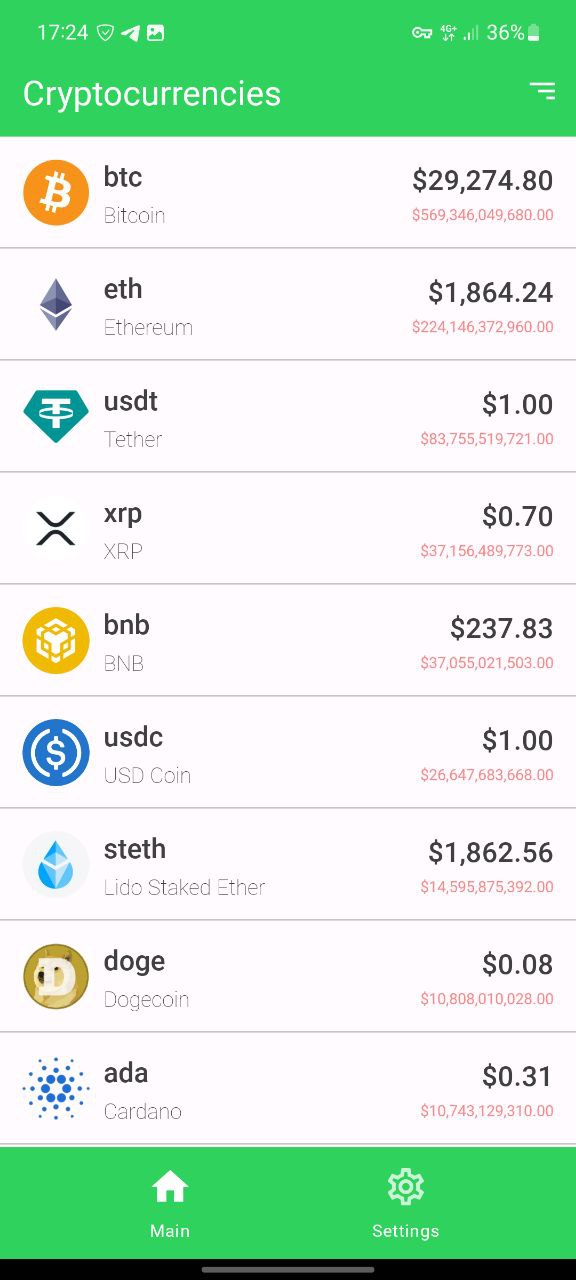 17:24 4G+ 36%
Cryptocurrencies
btc $29,274.80
Bitcoin $569,346,049,680.00
eth $1,864.24
Ethereum $224,146,372,960.00
usdt $1.00
Tether $83,755,519,721.00
xrp $0.70
XRP $37,156,489,773.00
bnb $237.83
BNB $37,055,021,503.00
usdc $1.00
USD Coin $26,647,683,668.00
steth $1,862.56
Lido Staked Ether $14,595,875,392.00
doge $0.08
Dogecoin $10,808,010,028.00
ada $0.31
Cardano $10,743,129,310.00
Main Settings